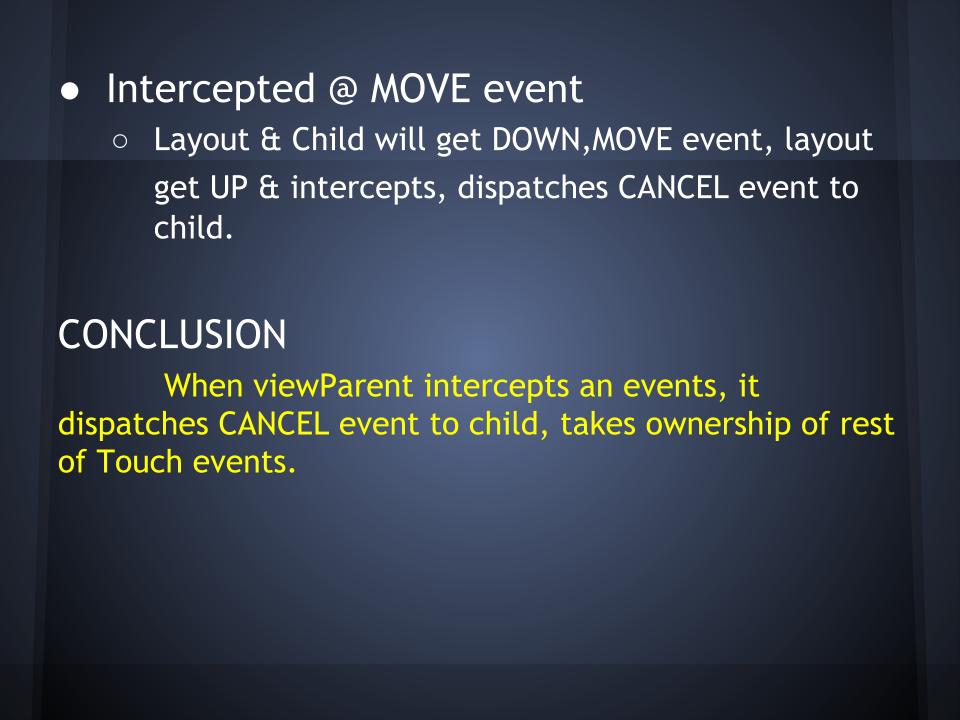 ● Intercepted @ MOVE event
○ Layout & Child will get DOWN,MOVE event, layout
get UP & intercepts, dispatches CANCEL event to
child.
CONCLUSION
When viewParent intercepts an events, it
dispatches CANCEL event to child, takes ownership of rest
of Touch events.